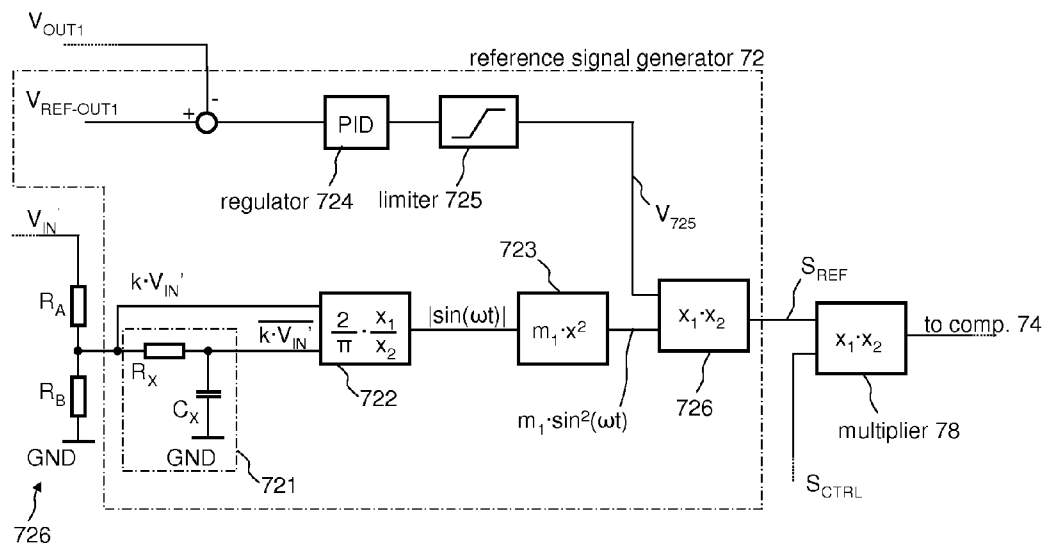 V_OUT1
reference signal generator 72
-
+
V_REF-OUT1
PID
regulator 724
limiter 725
V_725
V_IN'
R_A
k·V_IN'
k·V_IN'
R_X
R_B
C_X
GND
GND
721
726
2/π · x₁/x₂
722
|sin(ωt)|
723
m₁·x²
m₁·sin²(ωt)
x₁·x₂
726
S_REF
x₁·x₂
to comp. 74
multiplier 78
S_CTRL